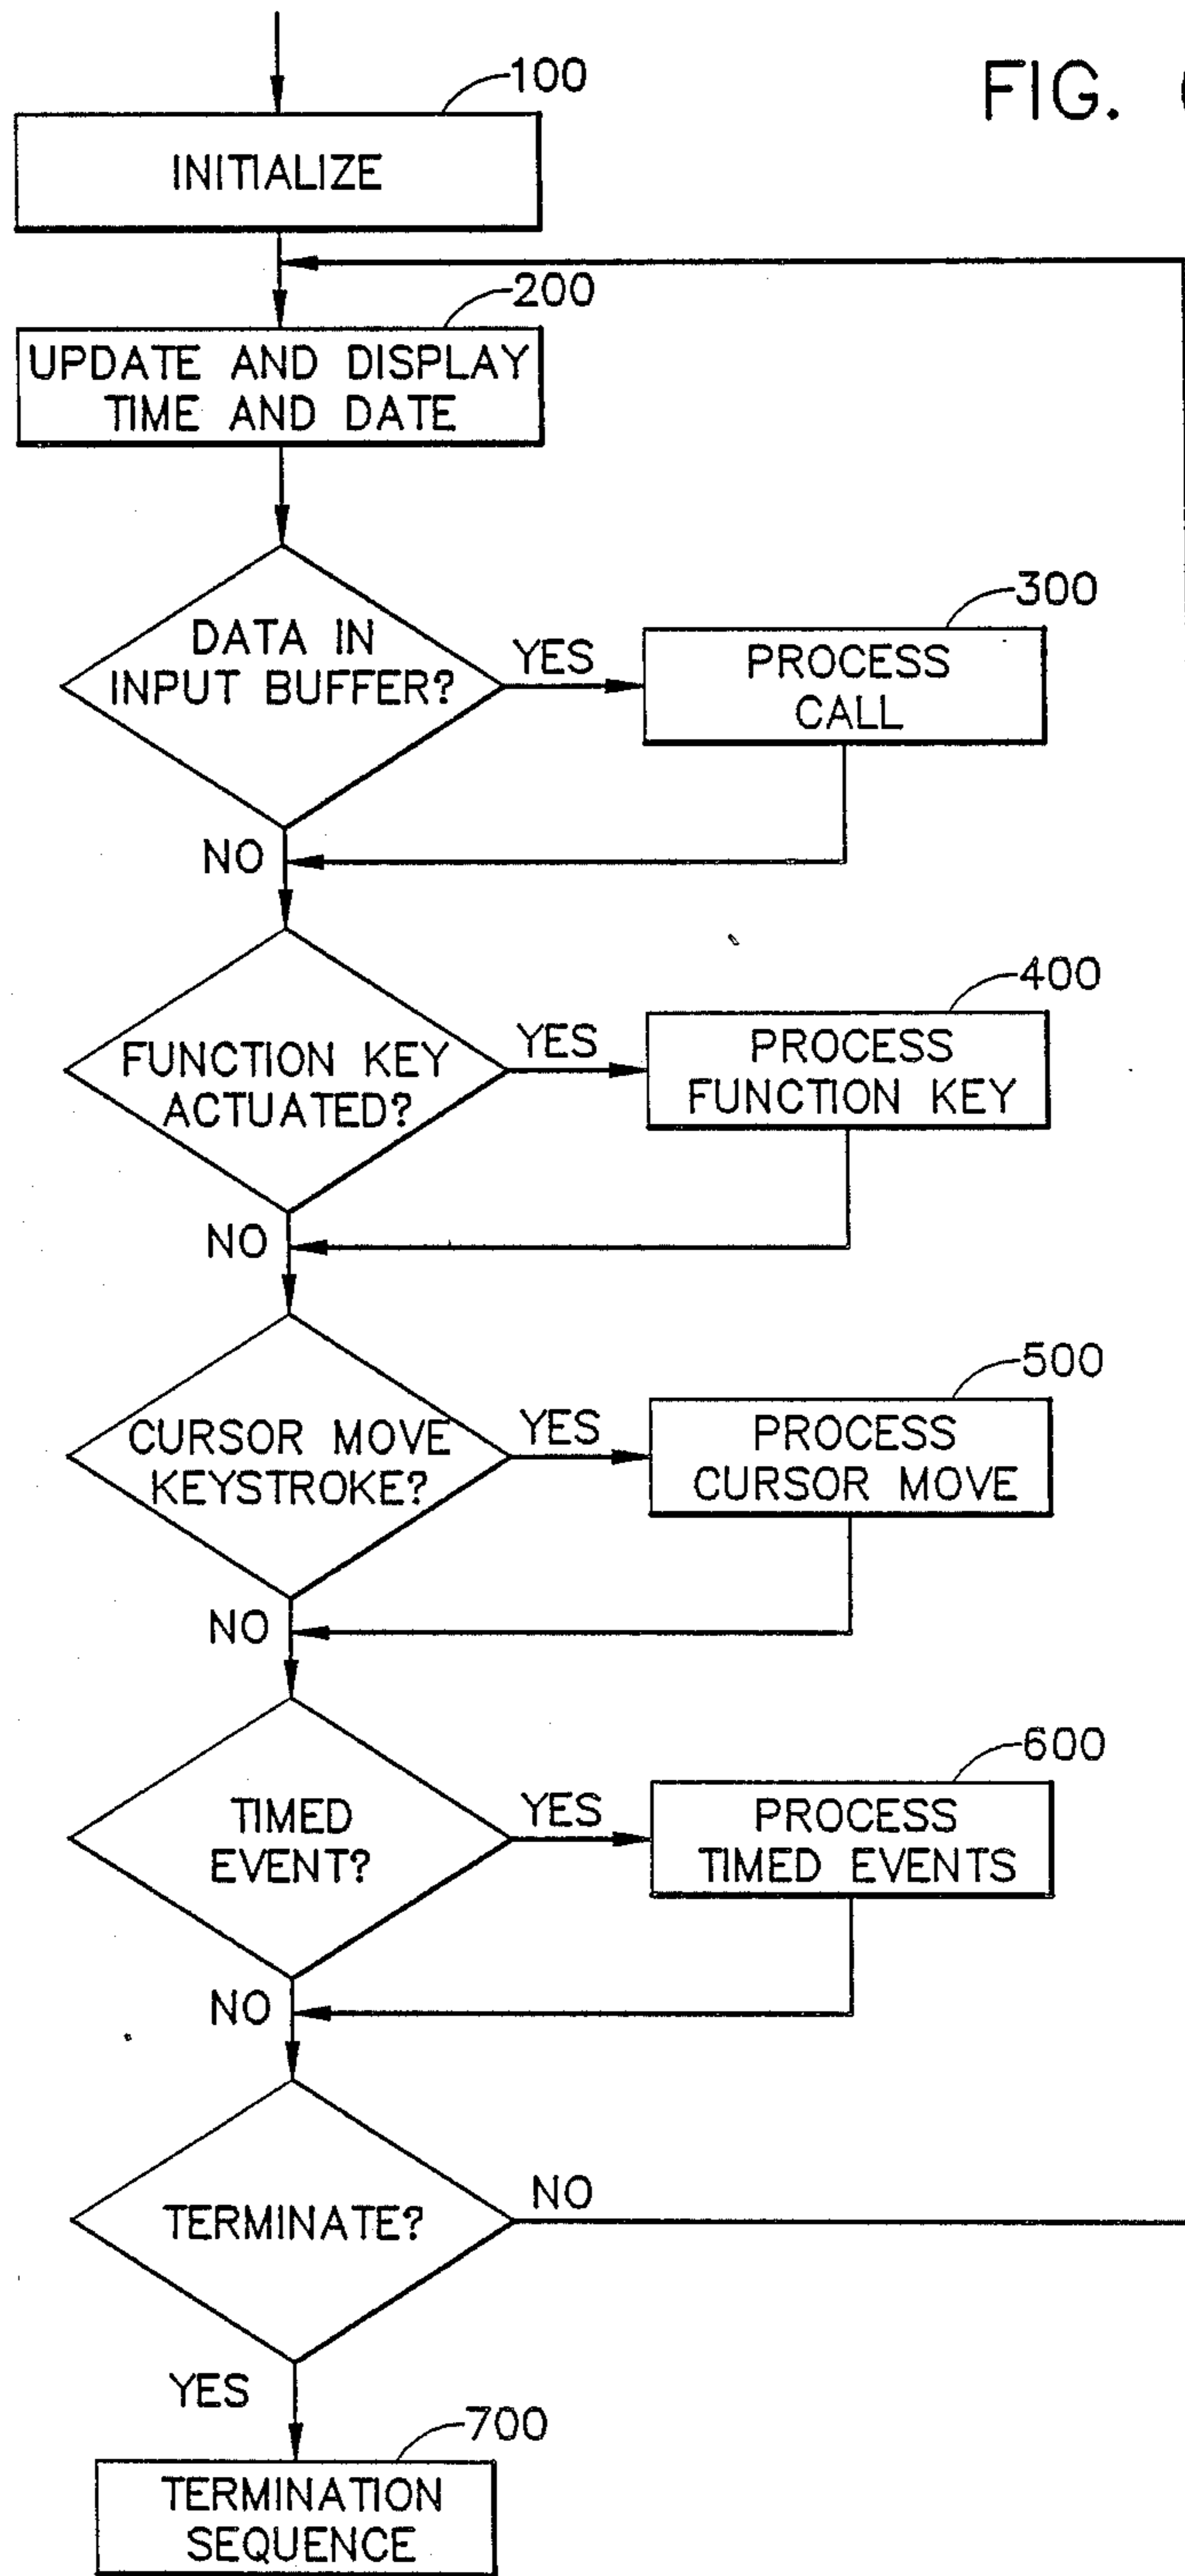 FIG.
100
INITIALIZE
200
UPDATE AND DISPLAY
TIME AND DATE
300
DATA IN
INPUT BUFFER?
YES
PROCESS
CALL
NO
400
FUNCTION KEY
ACTUATED?
YES
PROCESS
FUNCTION KEY
NO
500
CURSOR MOVE
KEYSTROKE?
YES
PROCESS
CURSOR MOVE
NO
600
TIMED
EVENT?
YES
PROCESS
TIMED EVENTS
NO
TERMINATE?
NO
YES
700
TERMINATION
SEQUENCE